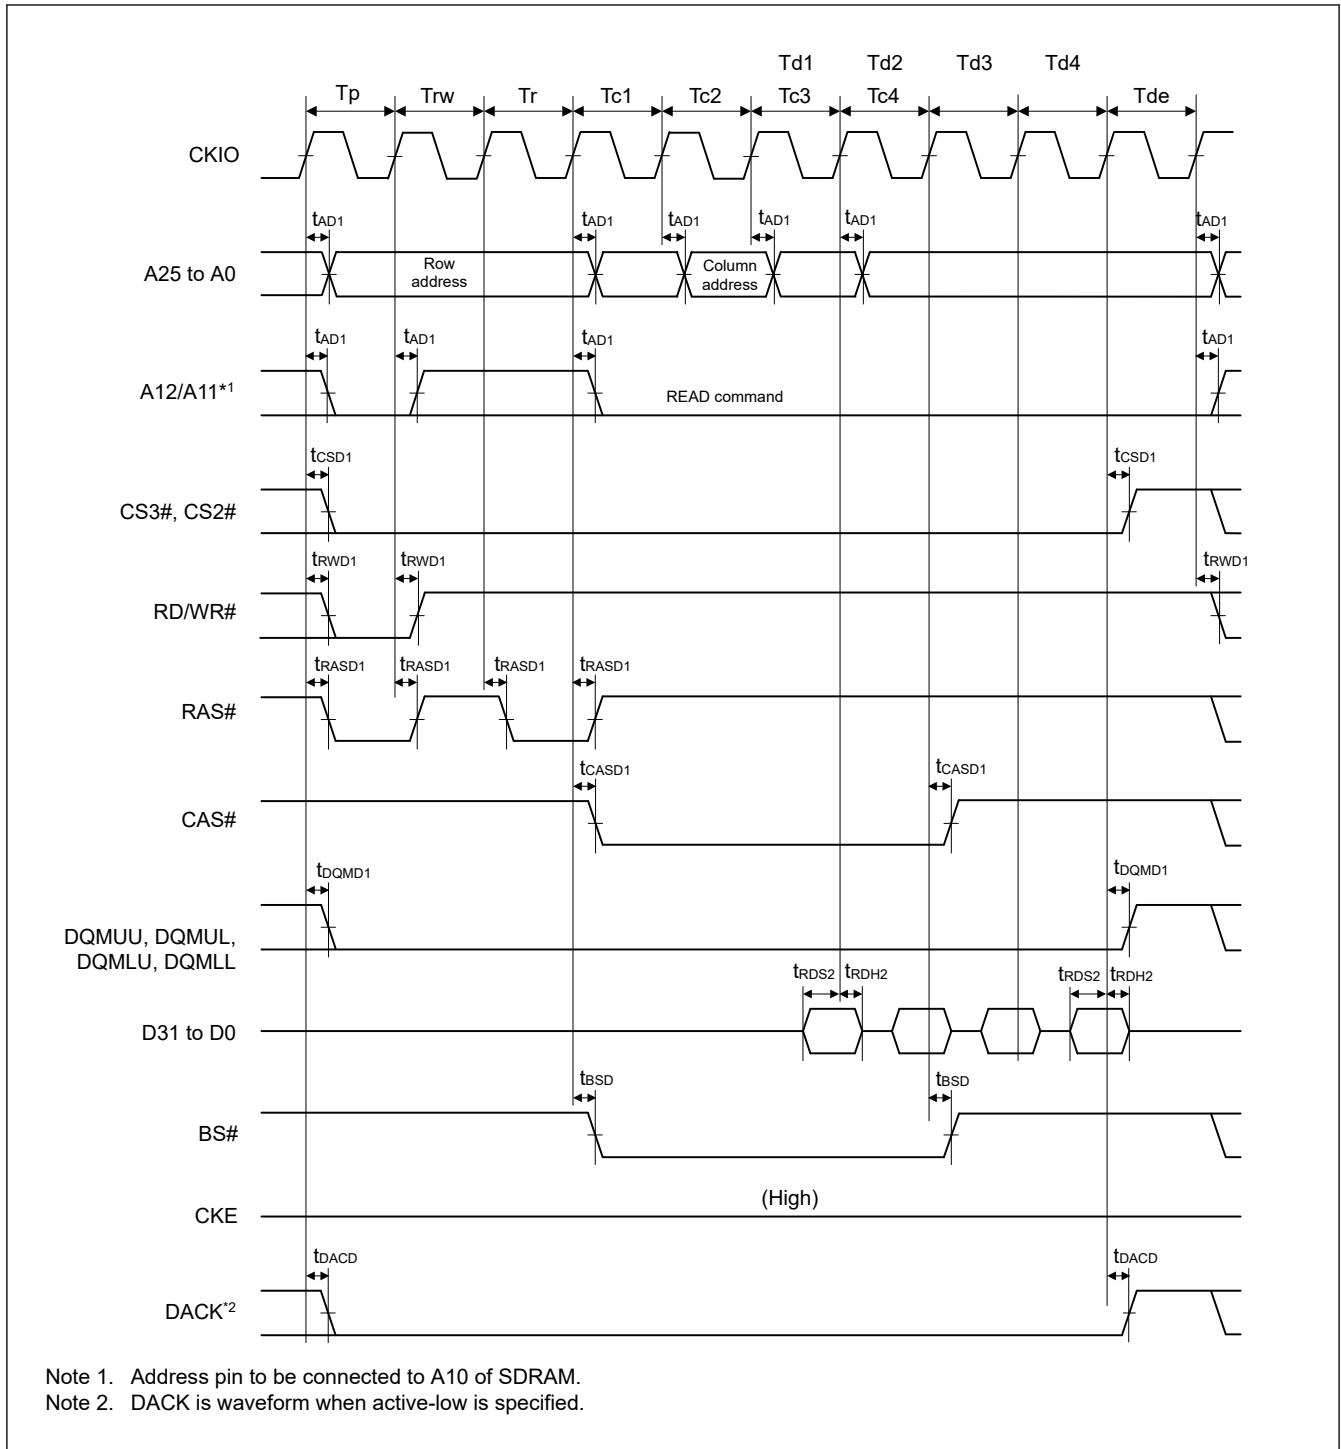 Td1 Td2 Td3 Td4
Tp Trw Tr Tc1 Tc2 Tc3 Tc4 Tde
CKIO
tAD1 tAD1 tAD1 tAD1 tAD1 tAD1
A25 to A0
Row
address
Column
address
tAD1 tAD1 tAD1 tAD1
A12/A11*1
READ command
tCSD1 tCSD1
CS3#, CS2#
tRWD1 tRWD1 tRWD1
RD/WR#
tRASD1 tRASD1 tRASD1 tRASD1
RAS#
tCASD1 tCASD1
CAS#
tDQMD1 tDQMD1
DQMUU, DQMUL,
DQMLU, DQMLL
tRDS2 tRDH2 tRDS2 tRDH2
D31 to D0
tBSD tBSD
BS#
(High)
CKE
tDACD tDACD
DACK*2
Note 1. Address pin to be connected to A10 of SDRAM.
Note 2. DACK is waveform when active-low is specified.